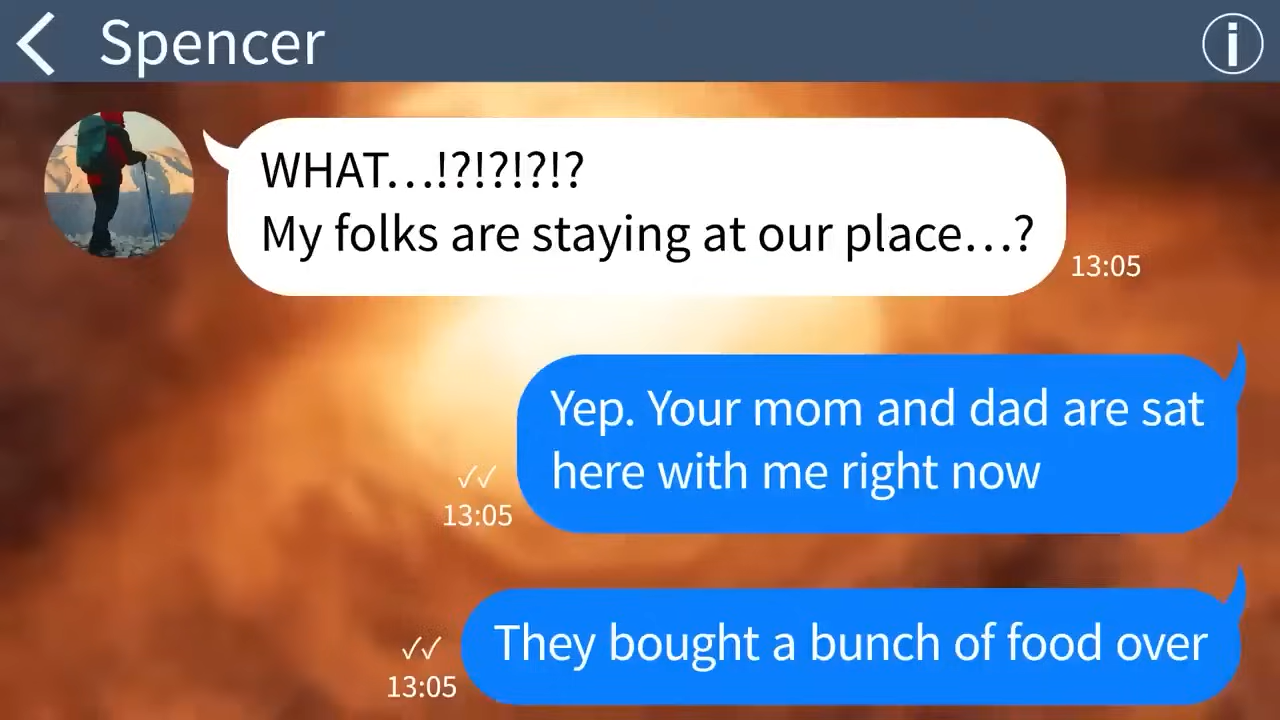 Spencer
WHAT…!?!?!?!?
My folks are staying at our place…?
13:05
Yep. Your mom and dad are sat
here with me right now
13:05
They bought a bunch of food over
13:05